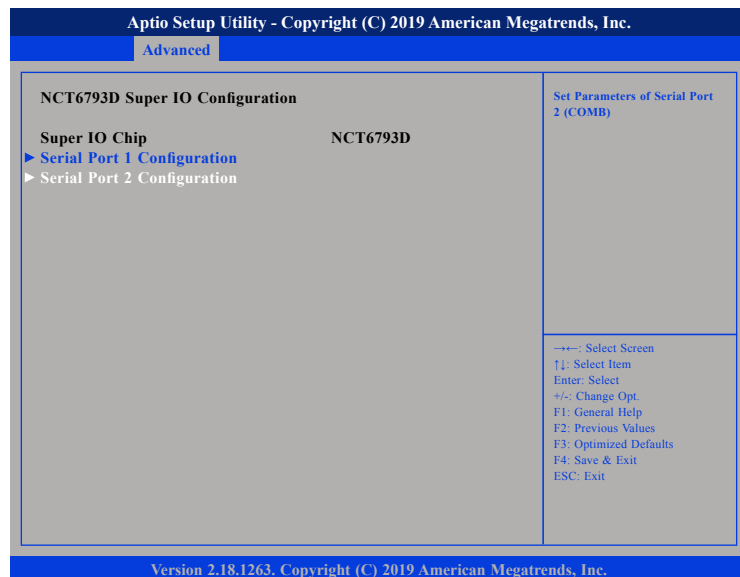 Aptio Setup Utility - Copyright (C) 2019 American Megatrends, Inc.
Advanced
NCT6793D Super IO Configuration
Super IO Chip NCT6793D
► Serial Port 1 Configuration
► Serial Port 2 Configuration
Set Parameters of Serial Port
2 (COMB)
→←: Select Screen
↑↓: Select Item
Enter: Select
+/-: Change Opt.
F1: General Help
F2: Previous Values
F3: Optimized Defaults
F4: Save & Exit
ESC: Exit
Version 2.18.1263. Copyright (C) 2019 American Megatrends, Inc.